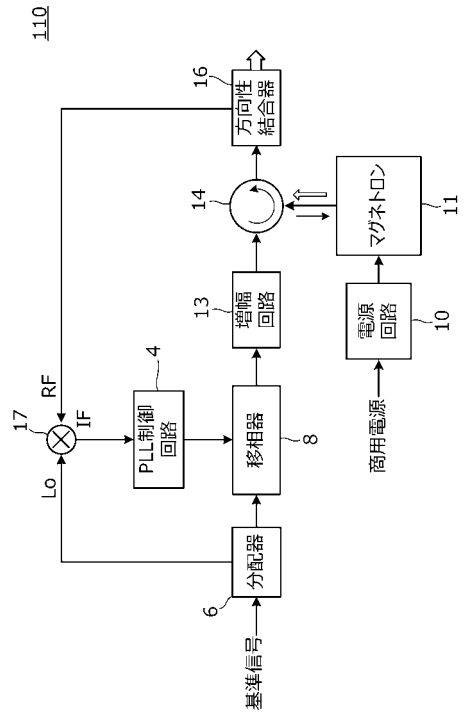 110
基準信号
6
分配器
Lo
17
RF
IF
4
PLL制御
回路
移相器
8
13
増幅
回路
14
16
方向性
結合器
マグネトロン
11
電源
回路
10
商用電源